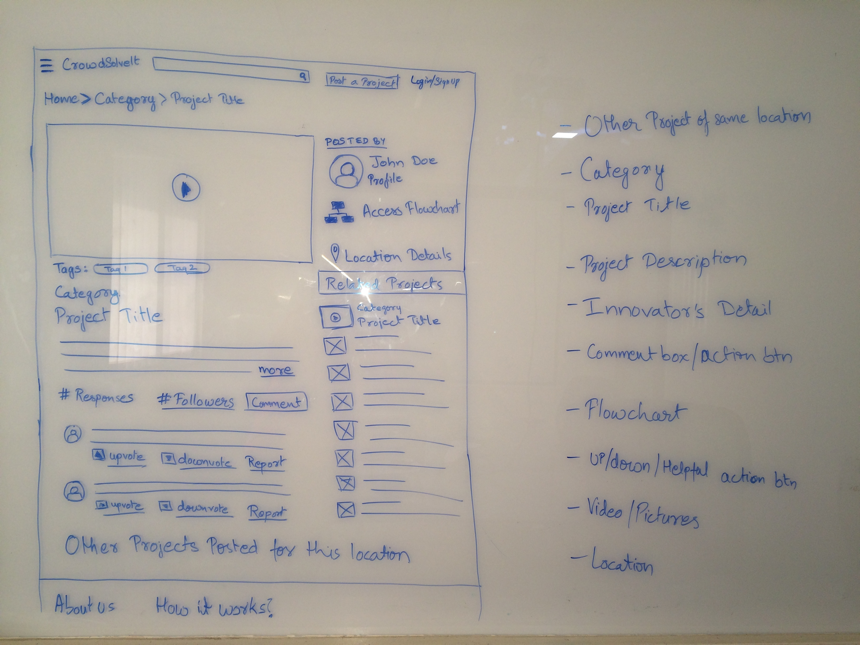 CrowdSolveIt
Post a Project
Login/SignUp
Home > Category > Project Title
POSTED BY
John Doe
Profile
Access Flowchart
Location Details
Tags: Tag 1 Tag 2
Category
Project Title
more
# Responses # Followers Comment
upvote downvote Report
upvote downvote Report
Related Projects
Category
Project Title
Other Projects Posted for this location
About us How it works?
- Other Project of same location
- Category
- Project Title
- Project Description
- Innovator's Detail
- Comment box/action btn
- Flowchart
- UP/down/Helpful action btn
- Video/Pictures
- Location